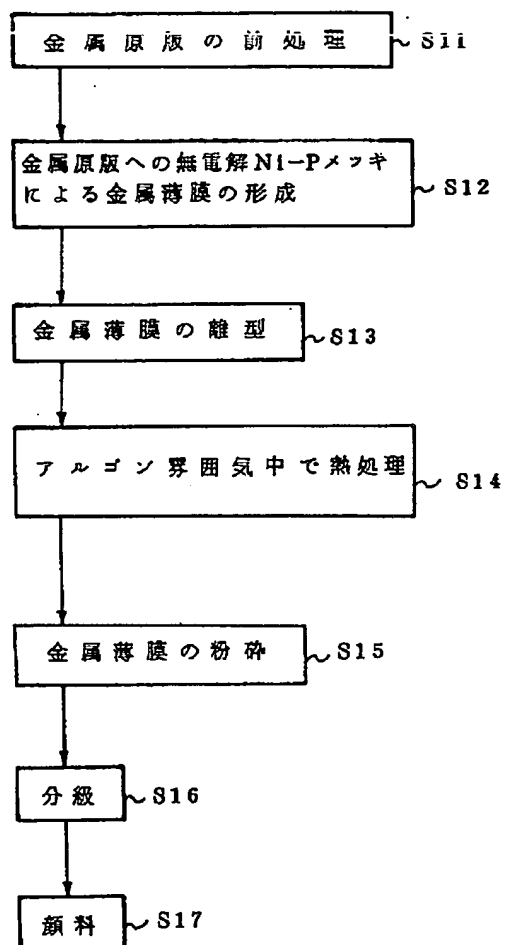 金属原版の前処理 S11
金属原版への無電解Ni-Pメッキ
による金属薄膜の形成 S12
金属薄膜の離型 S13
アルゴン雰囲気中で熱処理 S14
金属薄膜の粉砕 S15
分級 S16
顔料 S17